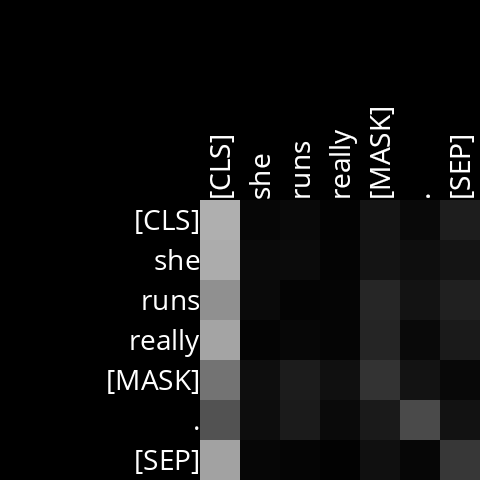 [CLS] she runs really [MASK] . [SEP]
[CLS]
she
runs
really
[MASK]
.
[SEP]